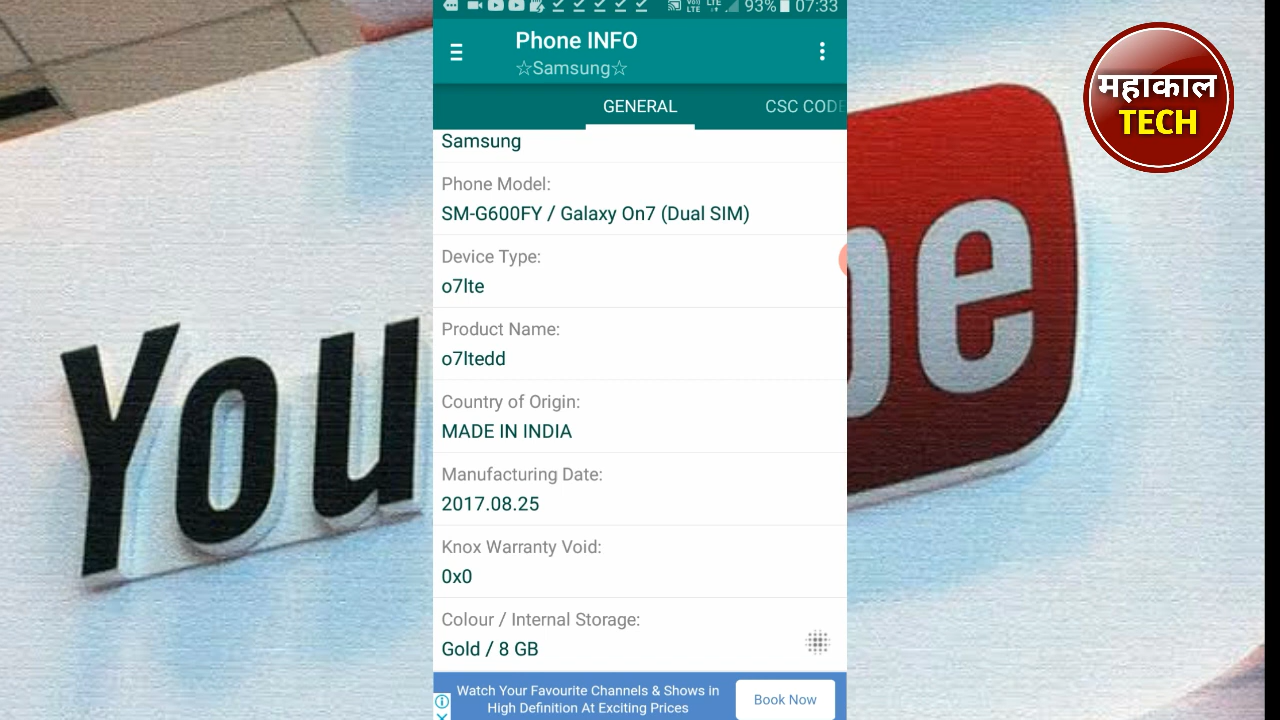 93% 07:33
Phone INFO
☆Samsung☆
GENERAL CSC CODE
Samsung
Phone Model:
SM-G600FY / Galaxy On7 (Dual SIM)
Device Type:
o7lte
Product Name:
o7ltedd
Country of Origin:
MADE IN INDIA
Manufacturing Date:
2017.08.25
Knox Warranty Void:
0x0
Colour / Internal Storage:
Gold / 8 GB
Watch Your Favourite Channels & Shows in
High Definition At Exciting Prices
Book Now
You
be
महाकाल
TECH